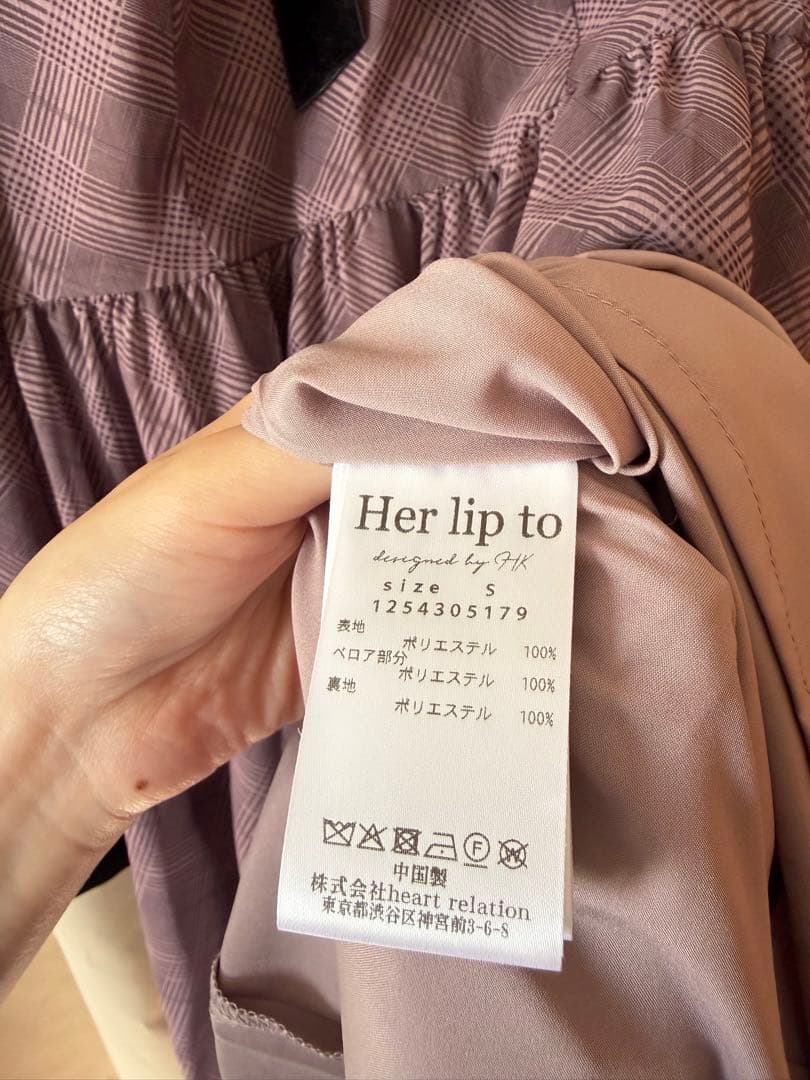 Her lip to
designed by HK
size S
1254305179
表地
ポリエステル 100%
ベロア部分
ポリエステル 100%
裏地
ポリエステル 100%
F W
中国製
株式会社heart relation
東京都渋谷区神宮前3-6-8